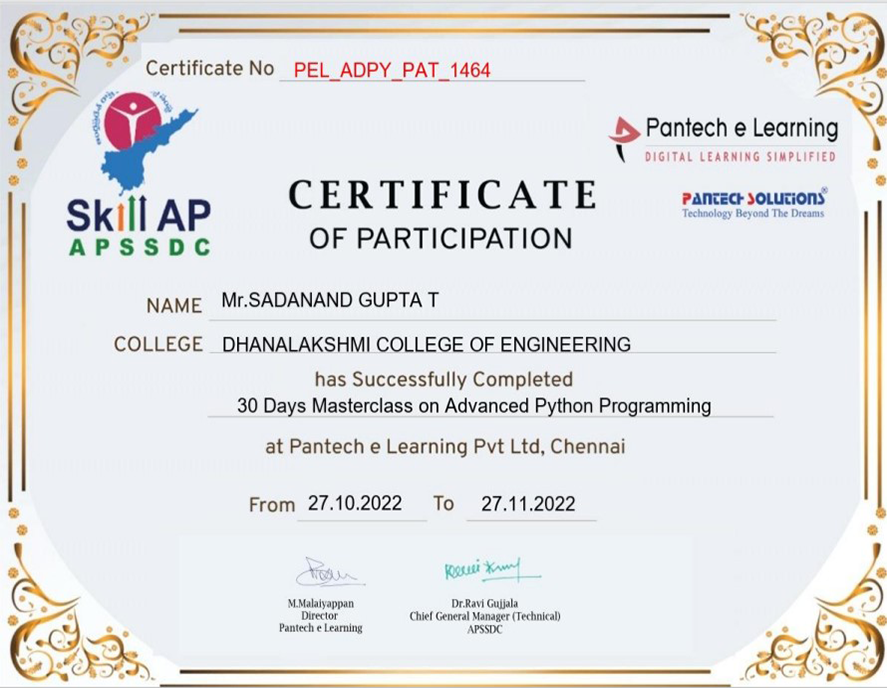 Certificate No PEL_ADPY_PAT_1464
Skill AP
APSSDC
Pantech e Learning
DIGITAL LEARNING SIMPLIFIED
PANTECH SOLUTIONS®
Technology Beyond The Dreams
CERTIFICATE
OF PARTICIPATION
NAME Mr.SADANAND GUPTA T
COLLEGE DHANALAKSHMI COLLEGE OF ENGINEERING
has Successfully Completed
30 Days Masterclass on Advanced Python Programming
at Pantech e Learning Pvt Ltd, Chennai
From 27.10.2022 To 27.11.2022
M.Malaiyappan
Director
Pantech e Learning
Dr.Ravi Gujjala
Chief General Manager (Technical)
APSSDC